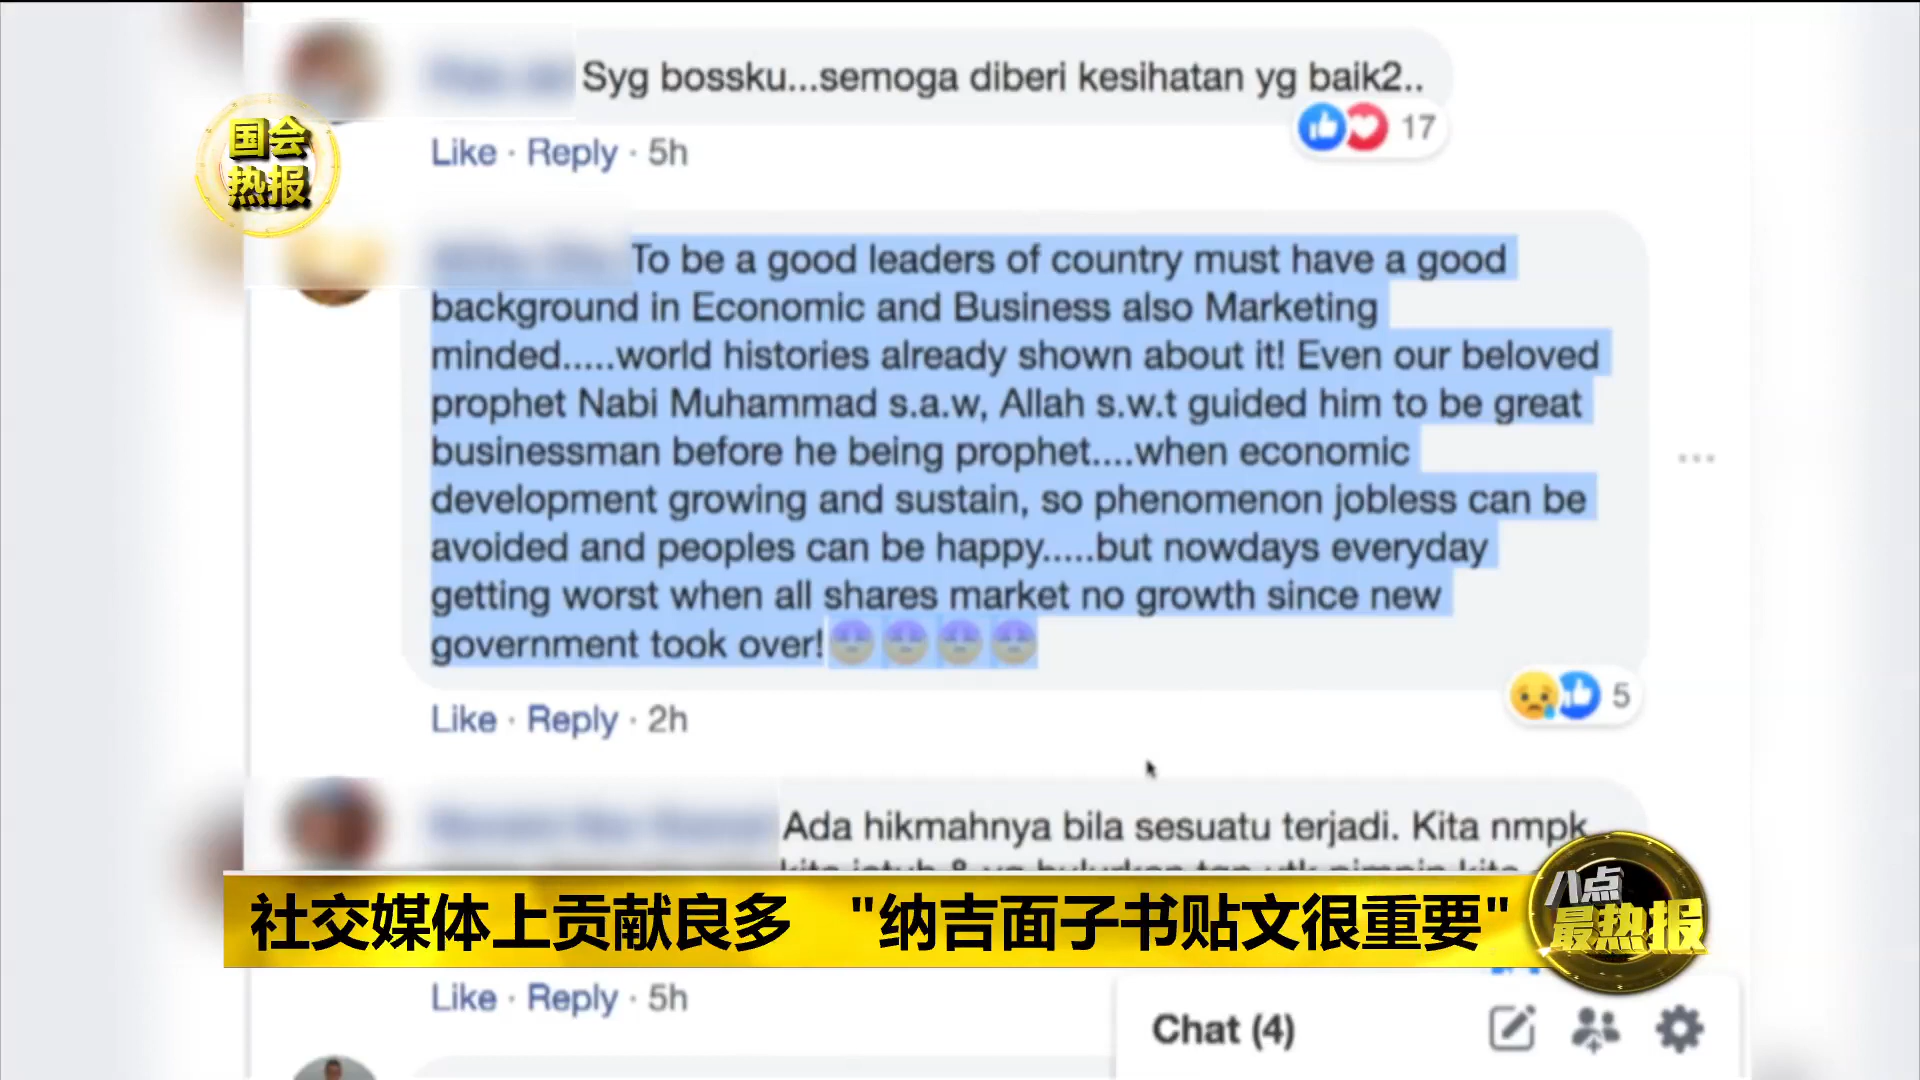 Syg bossku...semoga diberi kesihatan yg baik2..
17
Like · Reply · 5h
国会
热报
To be a good leaders of country must have a good
background in Economic and Business also Marketing
minded.....world histories already shown about it! Even our beloved
prophet Nabi Muhammad s.a.w, Allah s.w.t guided him to be great
businessman before he being prophet....when economic
development growing and sustain, so phenomenon jobless can be
avoided and peoples can be happy.....but nowdays everyday
getting worst when all shares market no growth since new
government took over!
5
Like · Reply · 2h
Ada hikmahnya bila sesuatu terjadi. Kita nmpk
社交媒体上贡献良多 "纳吉面子书贴文很重要"
八点
最热报
Like · Reply · 5h
Chat (4)